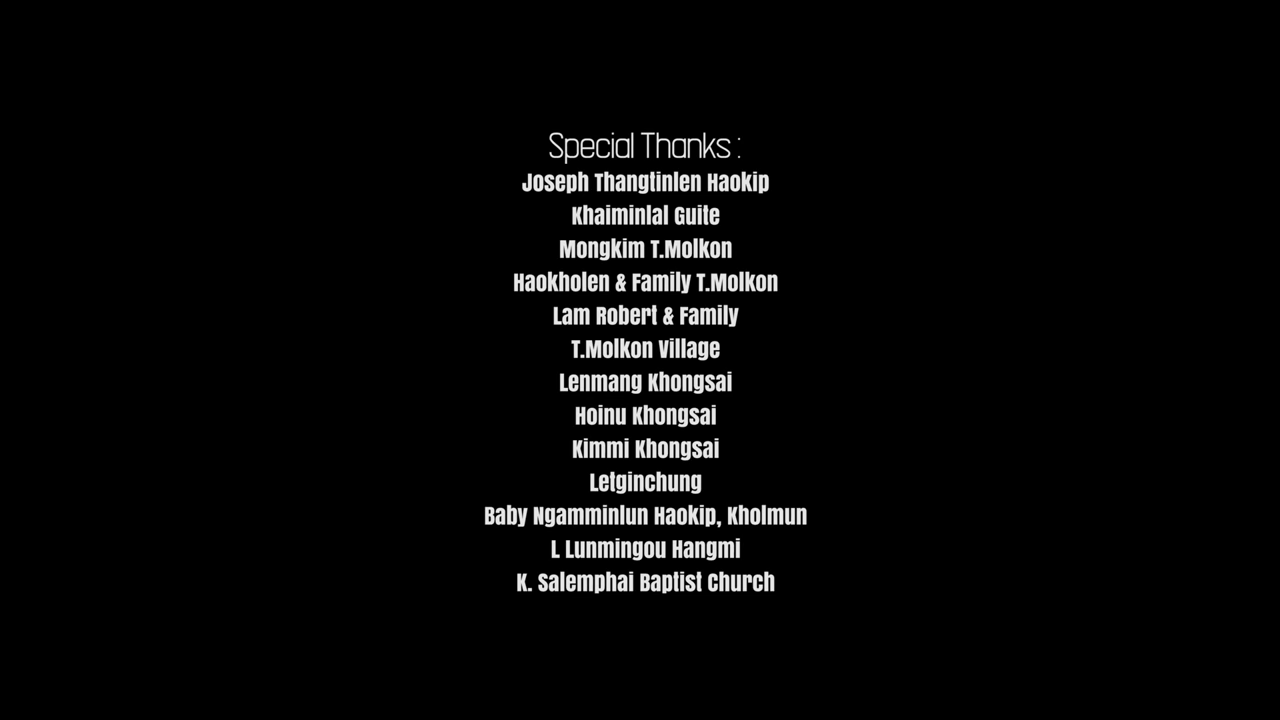 Special Thanks :
Joseph Thangtinlen Haokip
Khaiminlal Guite
Mongkim T.Molkon
Haokholen & Family T.Molkon
Lam Robert & Family
T.Molkon Village
Lenmang Khongsai
Hoinu Khongsai
Kimmi Khongsai
Letginchung
Baby Ngamminlun Haokip, Kholmun
L Lunmingou Hangmi
K. Salemphai Baptist Church